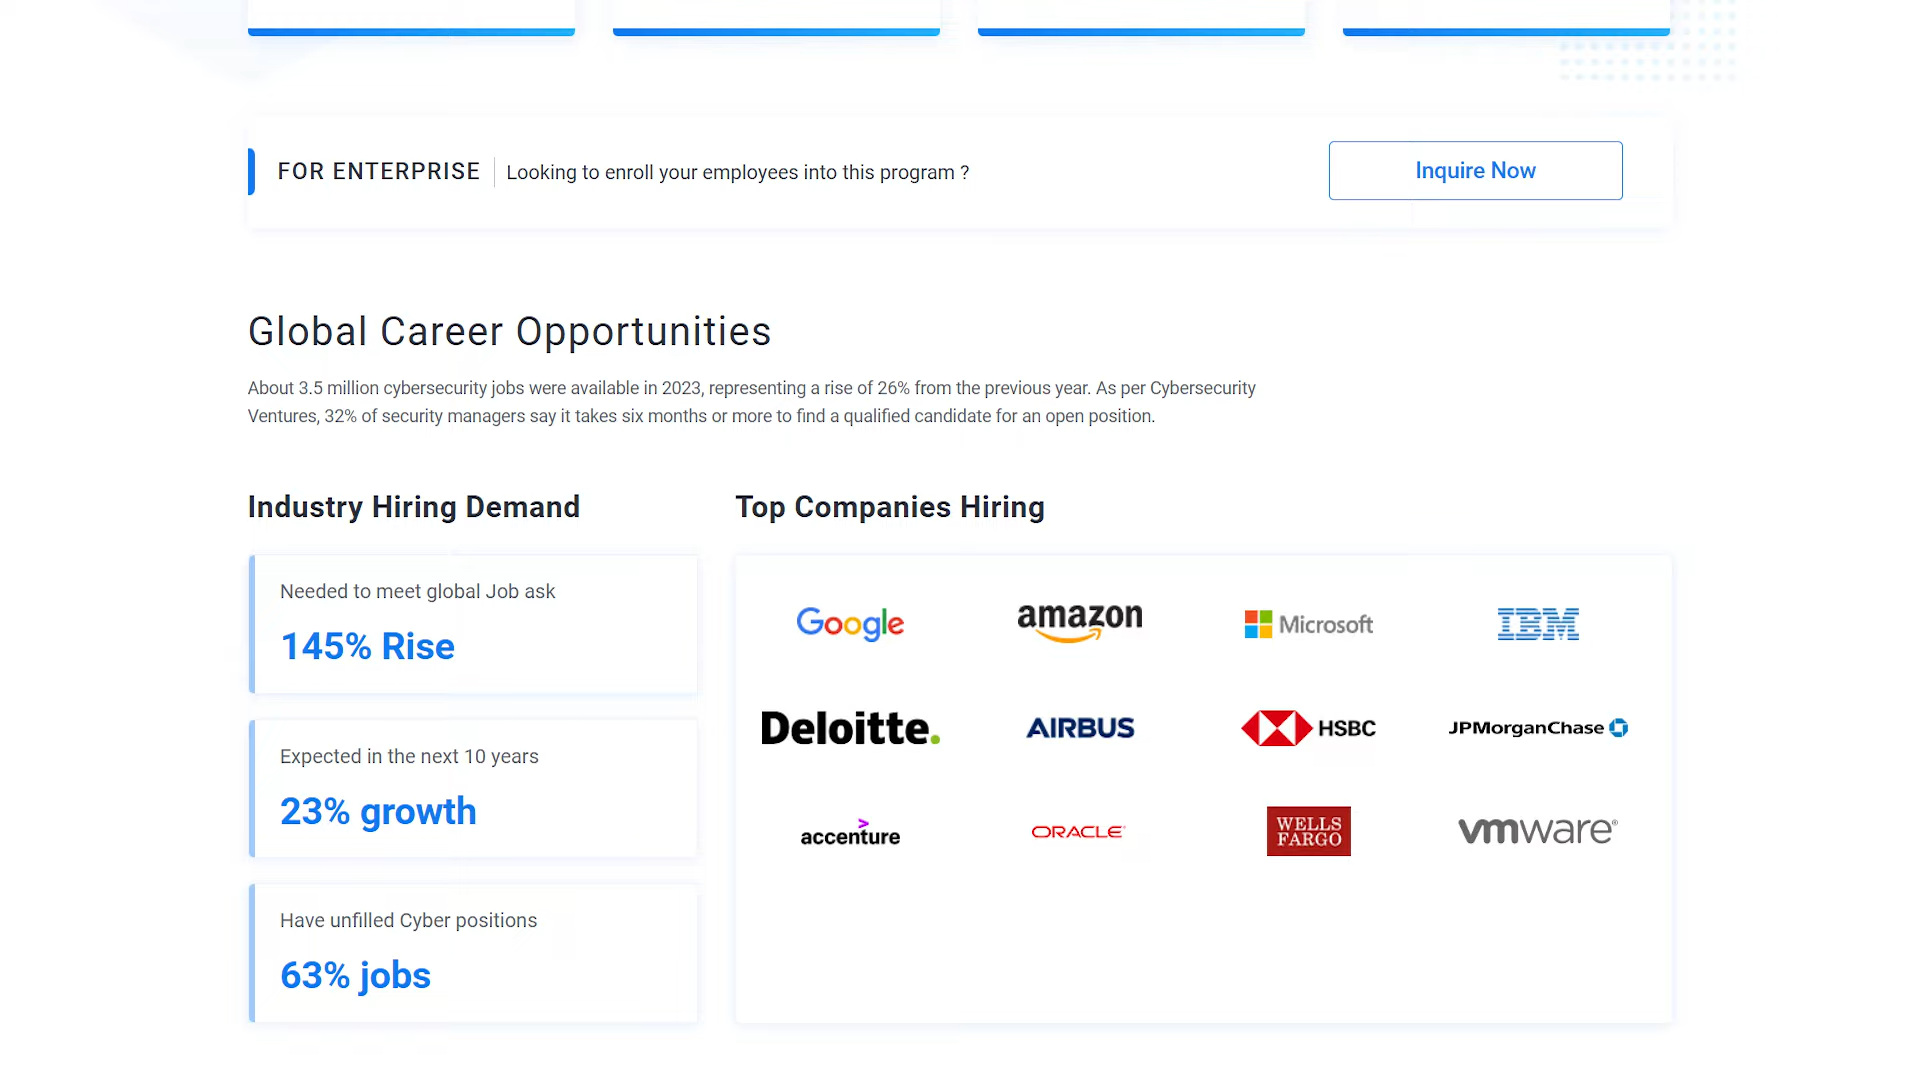 FOR ENTERPRISE
Looking to enroll your employees into this program ?
Inquire Now
Global Career Opportunities
About 3.5 million cybersecurity jobs were available in 2023, representing a rise of 26% from the previous year. As per Cybersecurity
Ventures, 32% of security managers say it takes six months or more to find a qualified candidate for an open position.
Industry Hiring Demand
Needed to meet global Job ask
145% Rise
Expected in the next 10 years
23% growth
Have unfilled Cyber positions
63% jobs
Top Companies Hiring
Google
amazon
Microsoft
IBM
Deloitte.
AIRBUS
HSBC
JPMorganChase
accenture
ORACLE
WELLS
FARGO
vmware®